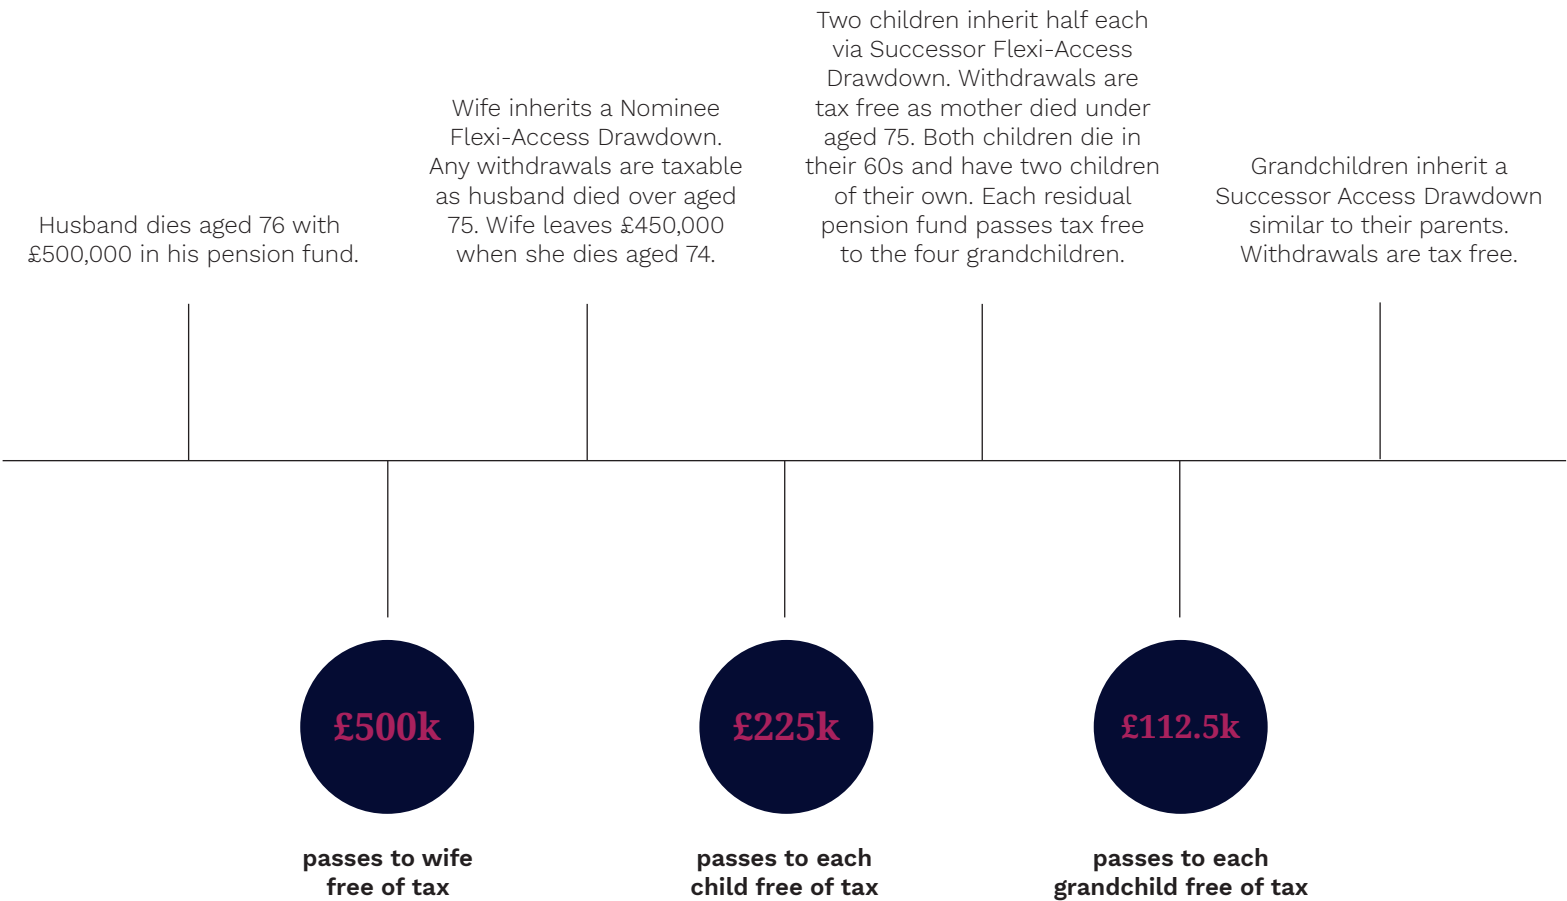 Husband dies aged 76 with
£500,000 in his pension fund.
Wife inherits a Nominee
Flexi-Access Drawdown.
Any withdrawals are taxable
as husband died over aged
75. Wife leaves £450,000
when she dies aged 74.
Two children inherit half each
via Successor Flexi-Access
Drawdown. Withdrawals are
tax free as mother died under
aged 75. Both children die in
their 60s and have two children
of their own. Each residual
pension fund passes tax free
to the four grandchildren.
Grandchildren inherit a
Successor Access Drawdown
similar to their parents.
Withdrawals are tax free.
£500k
passes to wife
free of tax
£225k
passes to each
child free of tax
£112.5k
passes to each
grandchild free of tax